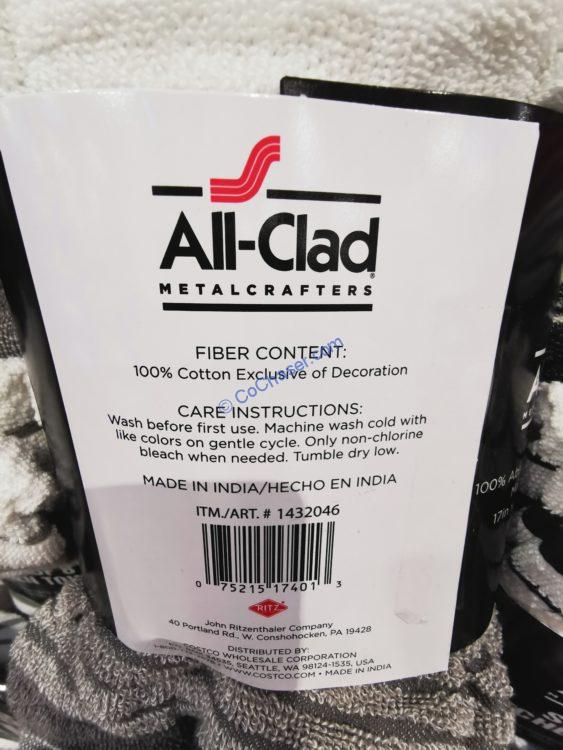 All-Clad®
METALCRAFTERS
FIBER CONTENT:
100% Cotton Exclusive of Decoration
© CoChaser.com
CARE INSTRUCTIONS:
Wash before first use. Machine wash cold with
like colors on gentle cycle. Only non-chlorine
bleach when needed. Tumble dry low.
MADE IN INDIA/HECHO EN INDIA
ITM./ART. # 1432046
0 75215 17401 3
RITZ
John Ritzenthaler Company
40 Portland Rd., W. Conshohocken, PA 19428
DISTRIBUTED BY:
COSTCO WHOLESALE CORPORATION
SEATTLE, WA 98124-1535, USA
WWW.COSTCO.COM • MADE IN INDIA
All
100%
17in